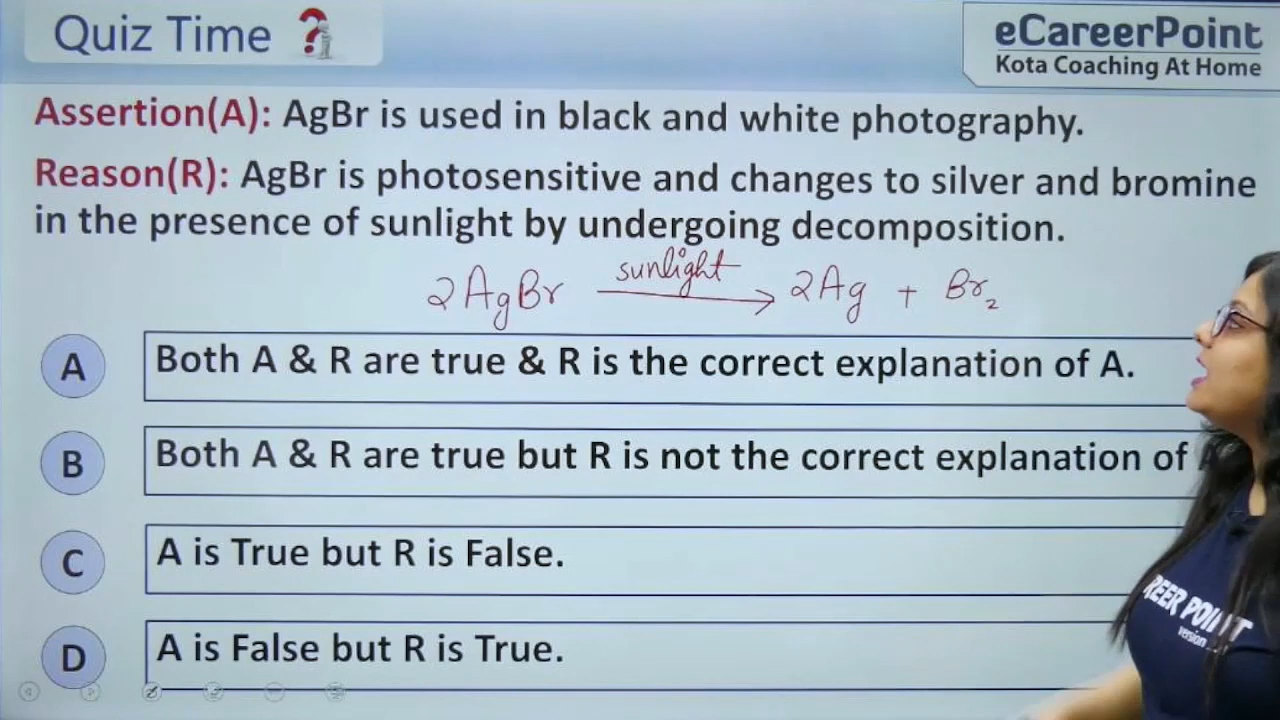 Quiz Time ?
eCareerPoint
Kota Coaching At Home
Assertion(A): AgBr is used in black and white photography.
Reason(R): AgBr is photosensitive and changes to silver and bromine
in the presence of sunlight by undergoing decomposition.
2AgBr sunlight → 2Ag + Br₂
A Both A & R are true & R is the correct explanation of A.
B Both A & R are true but R is not the correct explanation of A
C A is True but R is False.
D A is False but R is True.
REER POINT
version